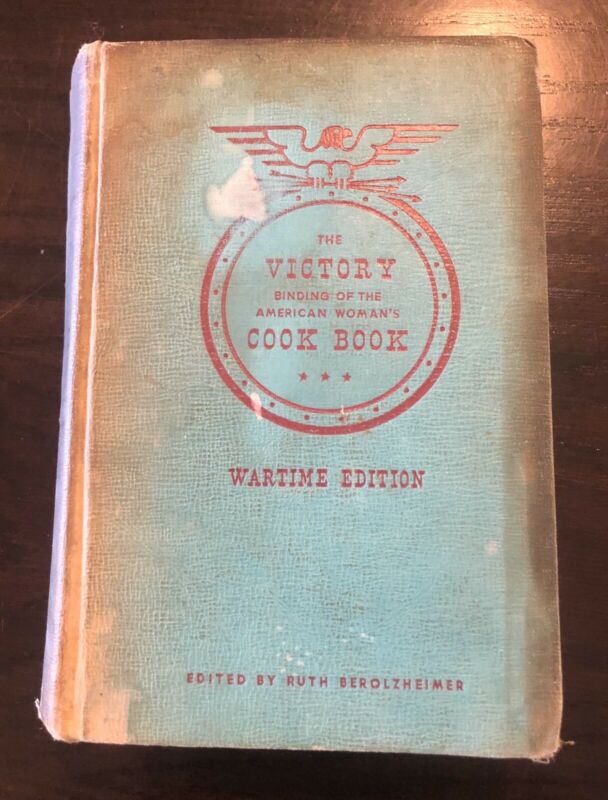 THE
VICTORY
BINDING OF THE
AMERICAN WOMAN'S
COOK BOOK
WARTIME EDITION
EDITED BY RUTH BEROLZHEIMER